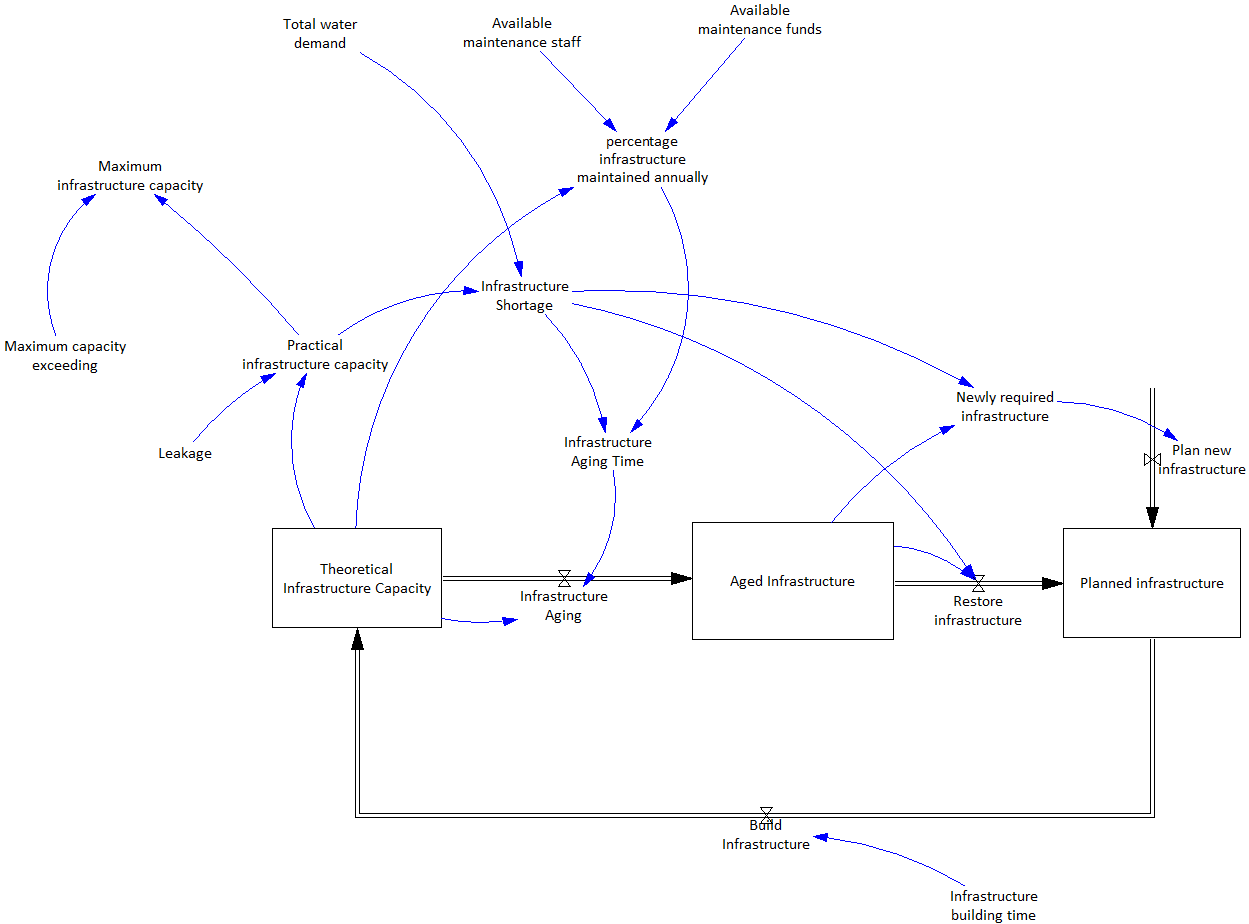 Total water
demand
Available
maintenance staff
Available
maintenance funds
percentage
infrastructure
maintained annually
Maximum
infrastructure capacity
Infrastructure
Shortage
Maximum capacity
exceeding
Practical
infrastructure capacity
Newly required
infrastructure
Leakage
Infrastructure
Aging Time
Plan new
infrastructure
Theoretical
Infrastructure Capacity
Infrastructure
Aging
Aged Infrastructure
Restore
infrastructure
Planned infrastructure
Build
Infrastructure
Infrastructure
building time